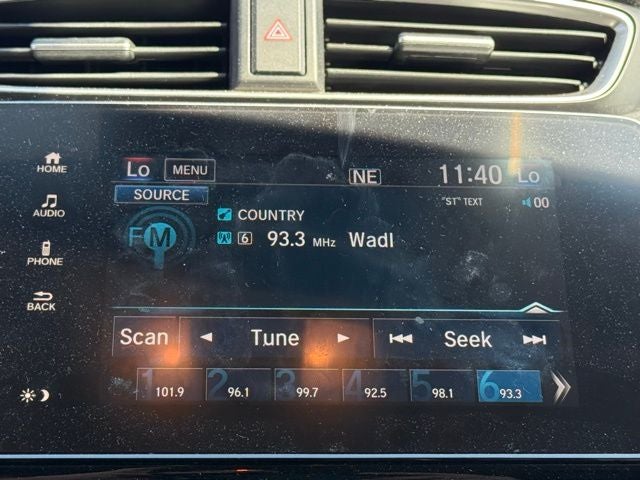 HOME
AUDIO
PHONE
BACK
Lo MENU NE 11:40 Lo
SOURCE "ST" TEXT 00
COUNTRY
FM 6 93.3 MHz Wadl
Scan Tune Seek
1 101.9 2 96.1 3 99.7 4 92.5 5 98.1 6 93.3